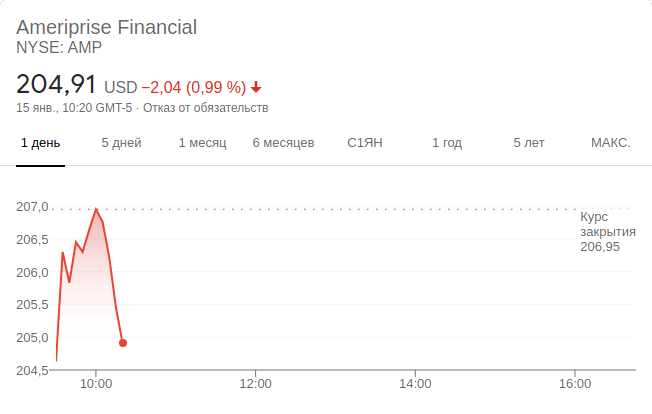 Ameriprise Financial
NYSE: AMP
204,91 USD −2,04 (0,99 %)
15 янв., 10:20 GMT-5 · Отказ от обязательств
1 день 5 дней 1 месяц 6 месяцев С1ЯН 1 год 5 лет МАКС.
207,0
Курс
закрытия
206,95
206,5
206,0
205,5
205,0
204,5
10:00 12:00 14:00 16:00